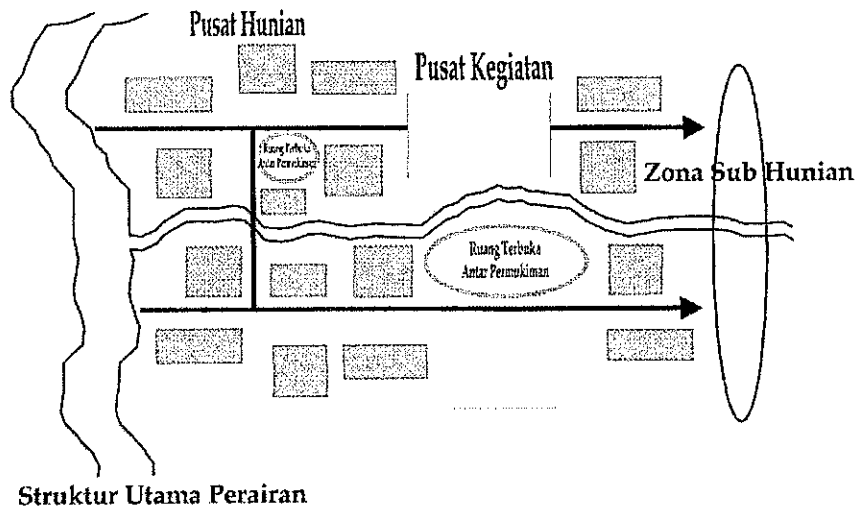 Pusat Hunian
Pusat Kegiatan
Ruang Terbuka
Antar Permukiman
Zona Sub Hunian
Ruang Terbuka
Antar Permukiman
Struktur Utama Perairan